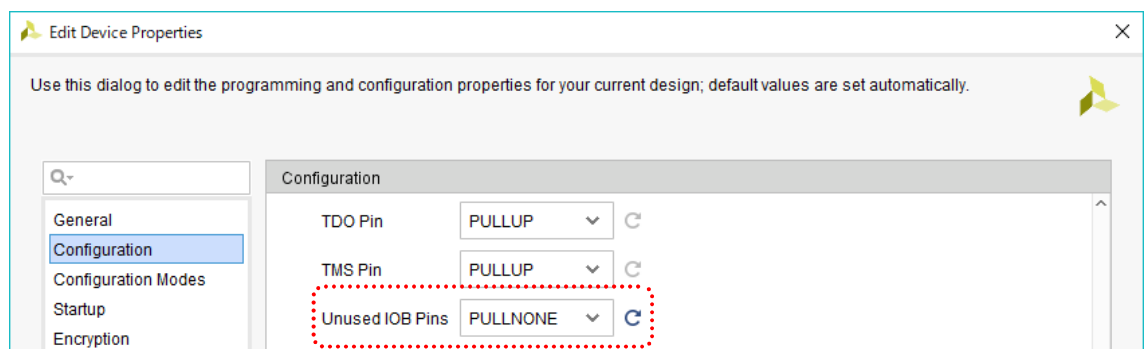 Edit Device Properties
Use this dialog to edit the programming and configuration properties for your current design; default values are set automatically.
Configuration
General
Configuration
Configuration Modes
Startup
Encryption
TDO Pin PULLUP
TMS Pin PULLUP
Unused IOB Pins PULLNONE